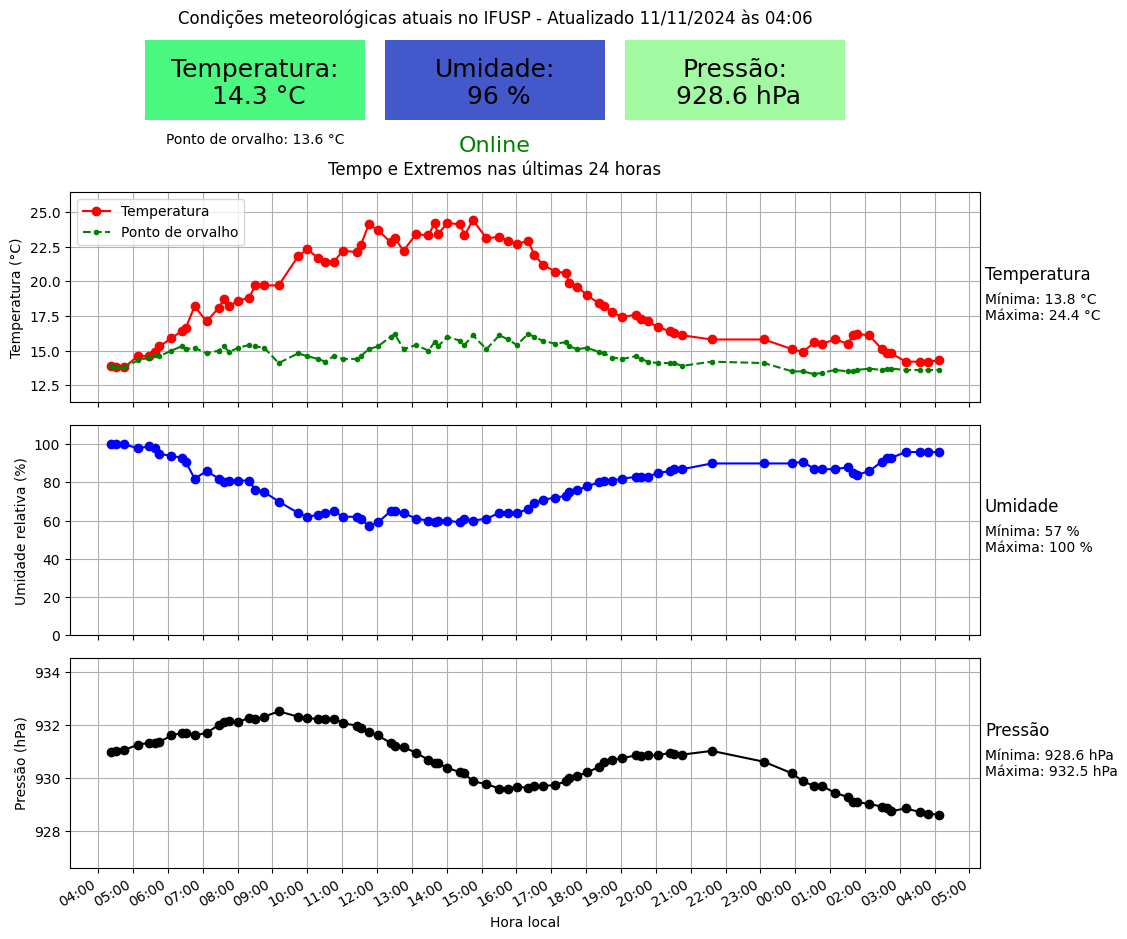 Condições meteorológicas atuais no IFUSP - Atualizado 11/11/2024 às 04:06
Temperatura:
14.3 °C
Umidade:
96 %
Pressão:
928.6 hPa
Ponto de orvalho: 13.6 °C
Online
Tempo e Extremos nas últimas 24 horas
Temperatura (°C)
25.0
22.5
20.0
17.5
15.0
12.5
Temperatura
Ponto de orvalho
Temperatura
Mínima: 13.8 °C
Máxima: 24.4 °C
Umidade relativa (%)
100
80
60
40
20
0
Umidade
Mínima: 57 %
Máxima: 100 %
Pressão (hPa)
934
932
930
928
Pressão
Mínima: 928.6 hPa
Máxima: 932.5 hPa
04:00 05:00 06:00 07:00 08:00 09:00 10:00 11:00 12:00 13:00 14:00 15:00 16:00 17:00 18:00 19:00 20:00 21:00 22:00 23:00 00:00 01:00 02:00 03:00 04:00 05:00
Hora local